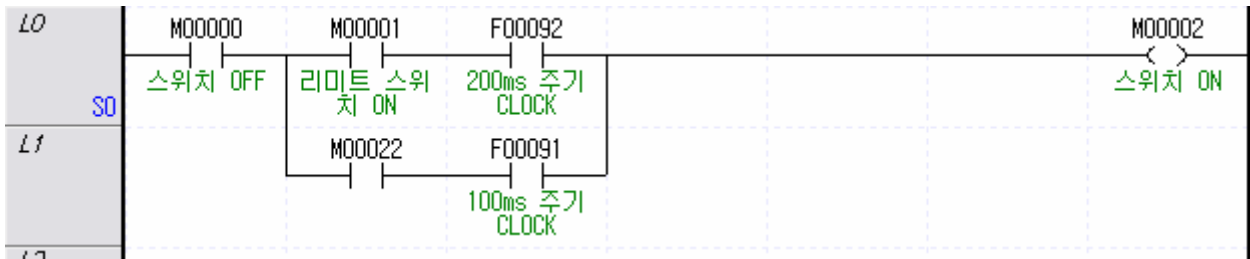 L0
M00000 M00001 F00092 M00002
스위치 OFF 리미트 스위 200ms 주기 스위치 ON
치 ON CLOCK
S0
L1
M00022 F00091
100ms 주기
CLOCK